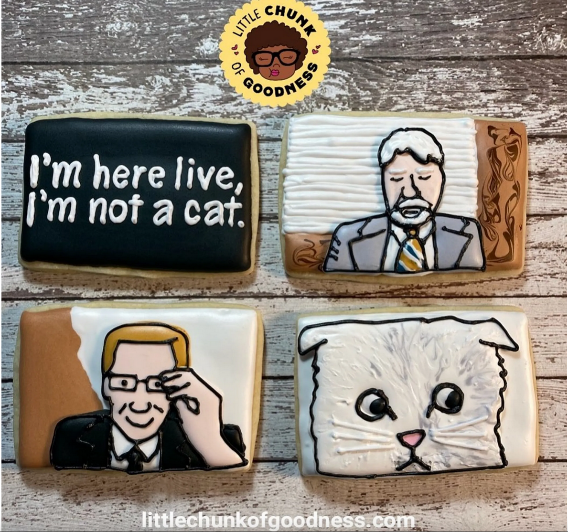 LITTLE CHUNK
OF GOODNESS
I'm here live,
I'm not a cat.
littlechunkofgoodness.com